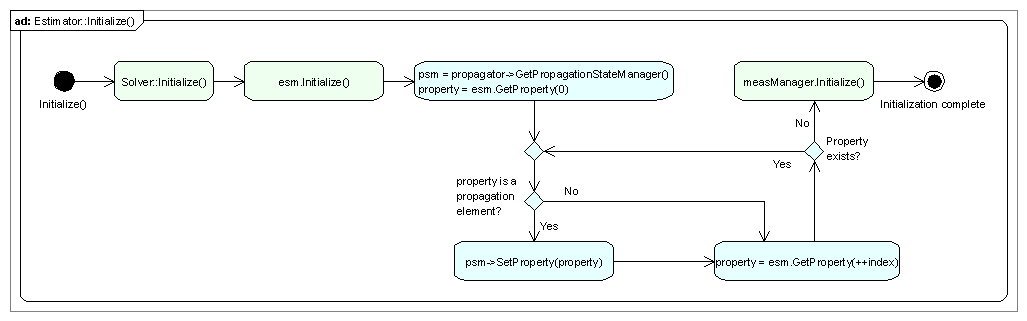 ad: Estimator::Initialize()
Initialize()
Solver::Initialize()
esm.Initialize()
psm = propagator->GetPropagationStateManager()
property = esm.GetProperty(0)
measManager.Initialize()
Initialization complete
No
Property
exists?
Yes
property is a
propagation
element?
No
Yes
psm->SetProperty(property)
property = esm.GetProperty(++index)